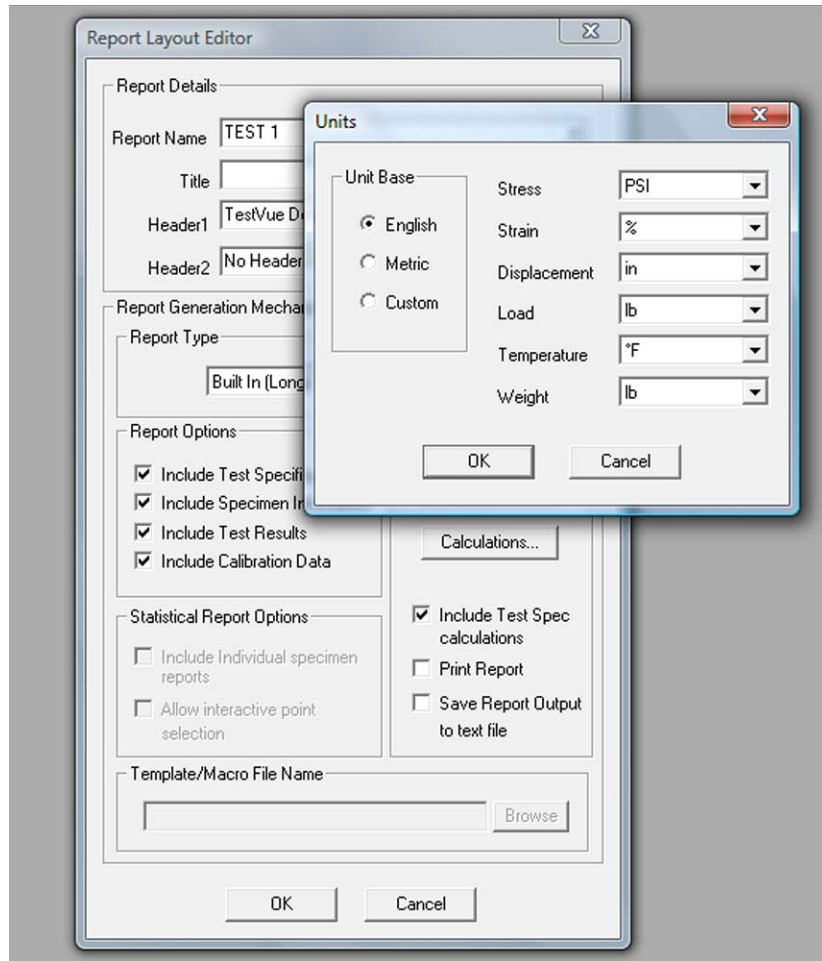 Report Layout Editor
Report Details
Report Name TEST 1
Title
Header1 TestVue
Header2 No Header
Report Generation
Report Type
Built In
Report Options
Include Test
Include Specimen
Include Test Results
Include Calibration Data
Statistical Report Options
Include Individual specimen
reports
Allow interactive point
selection
Calculations...
Include Test Spec
calculations
Print Report
Save Report Output
to text file
Template/Macro File Name
Browse
OK Cancel
Units
Unit Base
English
Metric
Custom
Stress PSI
Strain %
Displacement in
Load lb
Temperature °F
Weight lb
OK Cancel